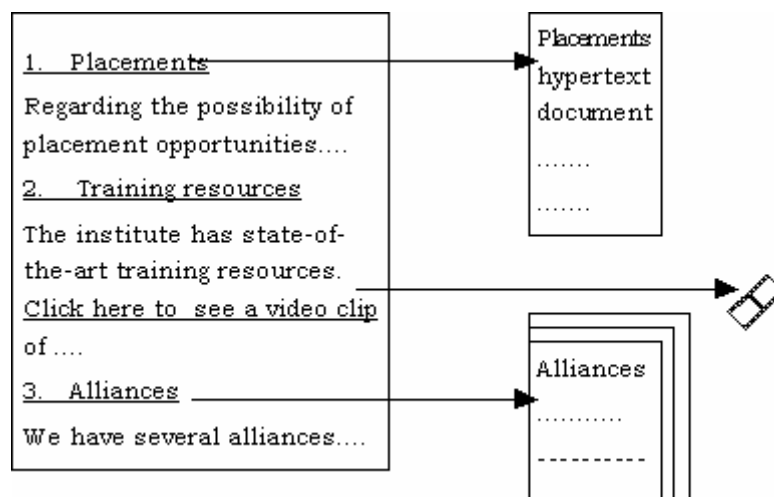 1. Placements
Regarding the possibility of
placement opportunities....
2. Training resources
The institute has state-of-
the-art training resources.
Click here to see a video clip
of ....
3. Alliances
We have several alliances....
Placements
hypertext
document
.......
.......
Alliances
...........
----------